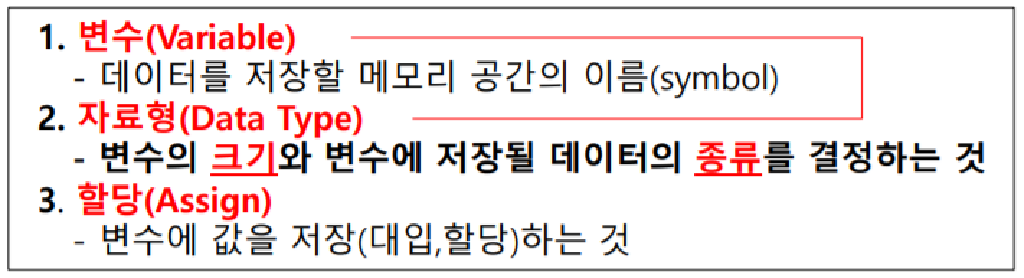 1. 변수(Variable)
- 데이터를 저장할 메모리 공간의 이름(symbol)
2. 자료형(Data Type)
- 변수의 크기와 변수에 저장될 데이터의 종류를 결정하는 것
3. 할당(Assign)
- 변수에 값을 저장(대입,할당)하는 것